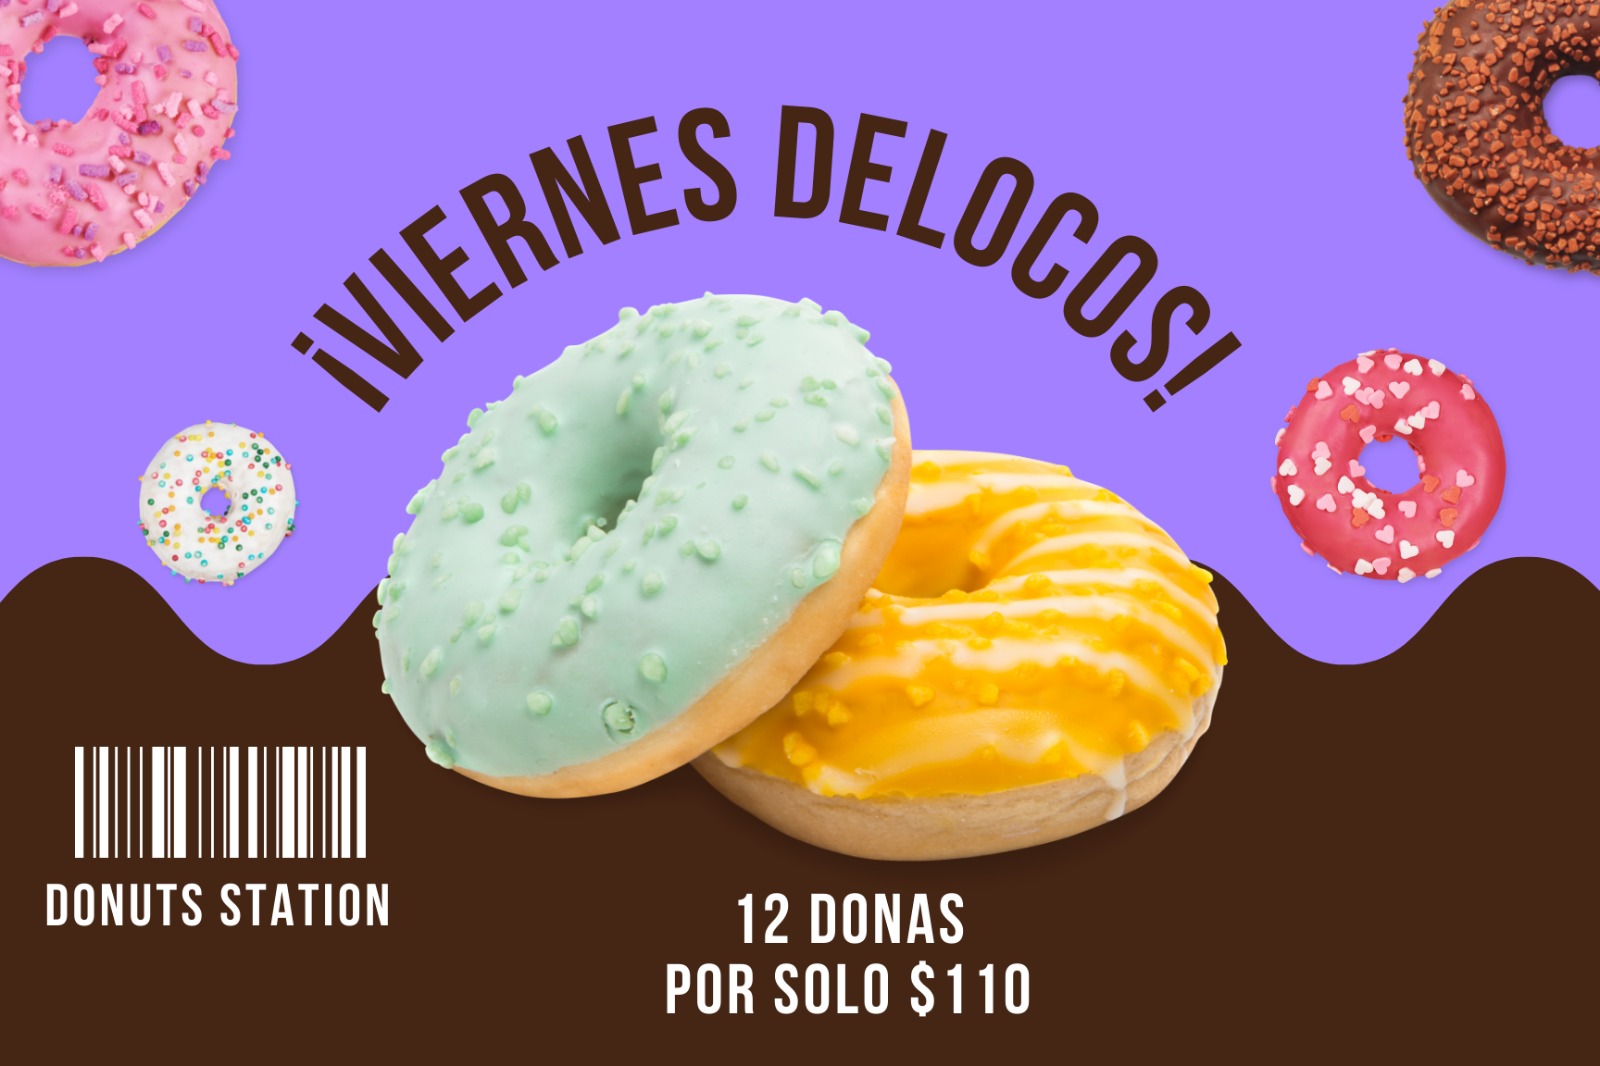 ¡VIERNES DELOCOS!
DONUTS STATION
12 DONAS
POR SOLO $110